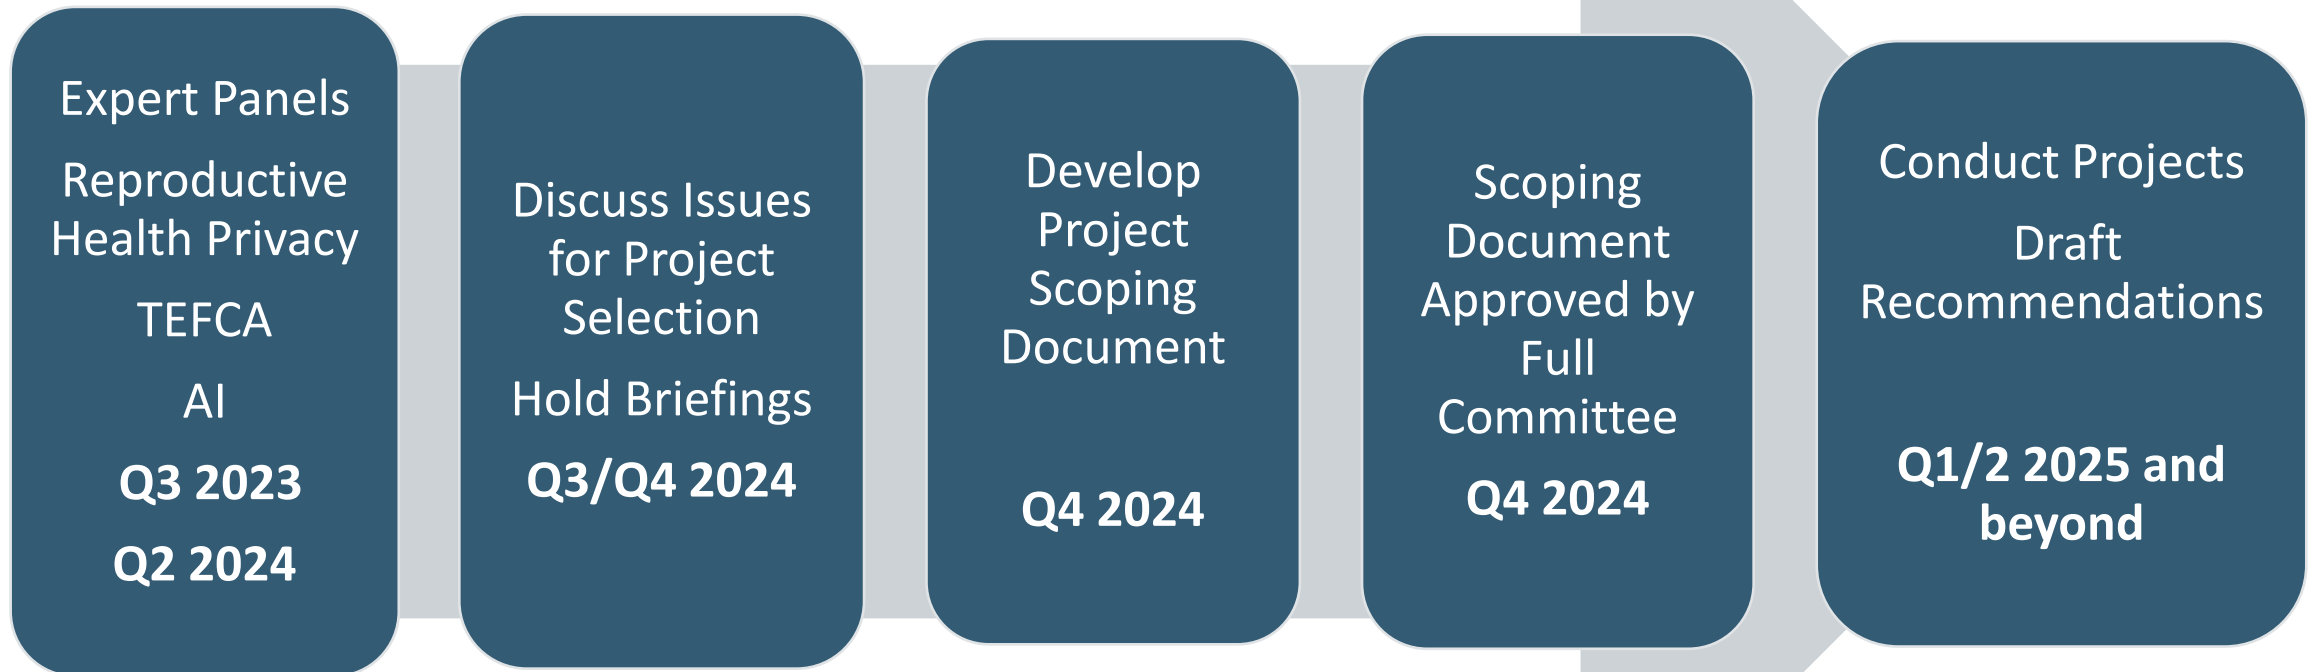 Expert Panels
Reproductive
Health Privacy
TEFCA
AI
Q3 2023
Q2 2024
Discuss Issues
for Project
Selection
Hold Briefings
Q3/Q4 2024
Develop
Project
Scoping
Document
Q4 2024
Scoping
Document
Approved by
Full
Committee
Q4 2024
Conduct Projects
Draft
Recommendations
Q1/2 2025 and
beyond